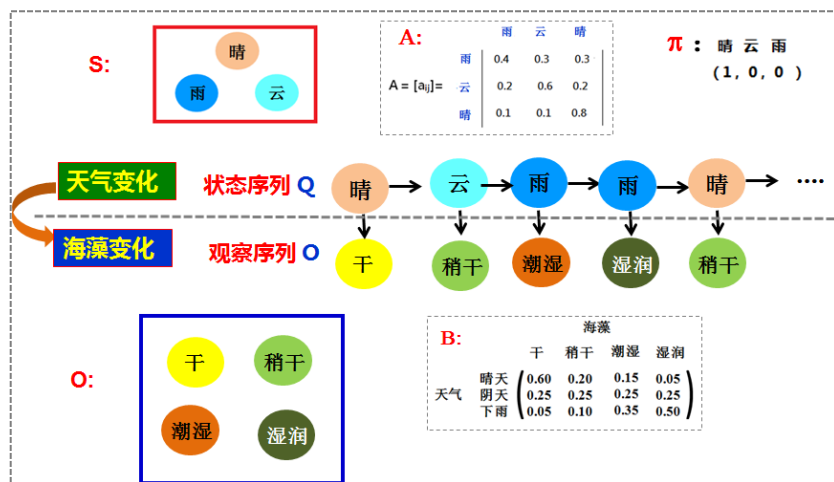 S:
晴
雨
云
A:
雨 云 晴
雨 0.4 0.3 0.3
A = [aij]= 云 0.2 0.6 0.2
晴 0.1 0.1 0.8
π : 晴 云 雨
(1, 0, 0)
天气变化
状态序列 Q
晴 云 雨 雨 晴 ....
海藻变化
观察序列 O
干 稍干 潮湿 湿润 稍干
O:
干
稍干
潮湿
湿润
B:
海藻
干 稍干 潮湿 湿润
晴天 0.60 0.20 0.15 0.05
天气 阴天 0.25 0.25 0.25 0.25
下雨 0.05 0.10 0.35 0.50